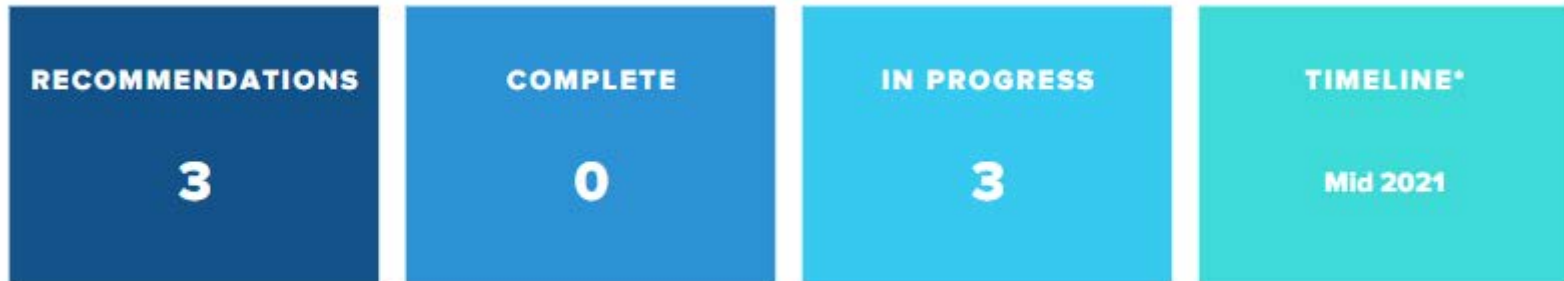 RECOMMENDATIONS
3
COMPLETE
0
IN PROGRESS
3
TIMELINE*
Mid 2021